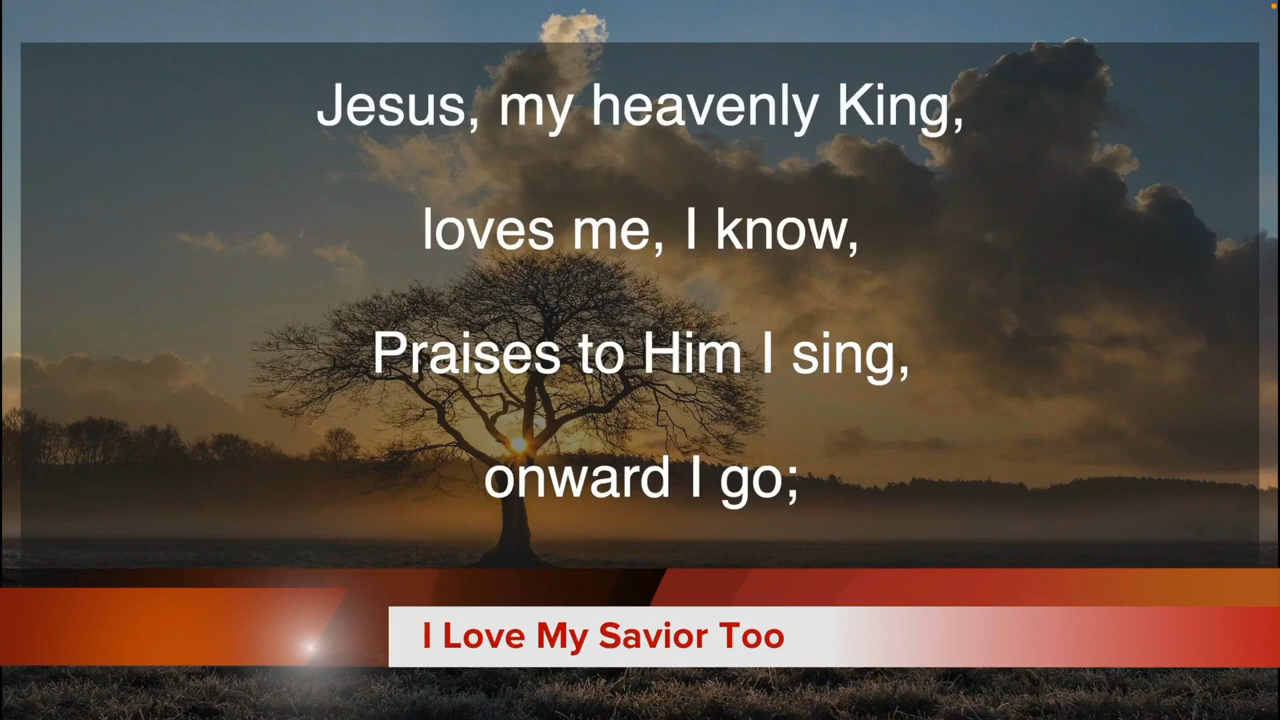 Jesus, my heavenly King,
loves me, I know,
Praises to Him I sing,
onward I go;
I Love My Savior Too